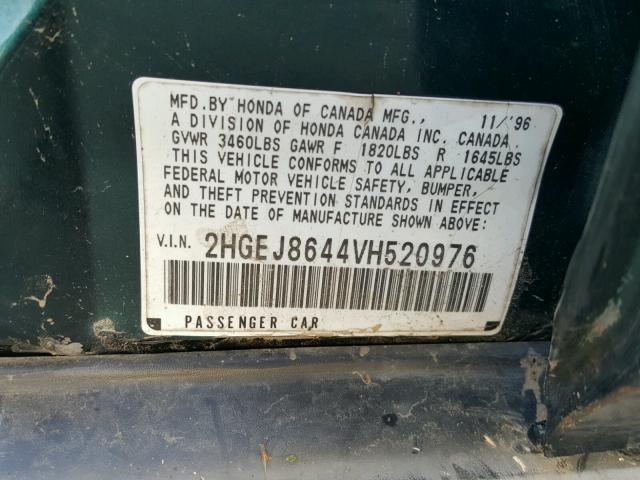 MFD.BY HONDA OF CANADA MFG., 11/'96
A DIVISION OF HONDA CANADA INC. CANADA.
GVWR 3460LBS GAWR F 1820LBS R 1645LBS
THIS VEHICLE CONFORMS TO ALL APPLICABLE
FEDERAL MOTOR VEHICLE SAFETY, BUMPER,
AND THEFT PREVENTION STANDARDS IN EFFECT
ON THE DATE OF MANUFACTURE SHOWN ABOVE.
V.I.N. 2HGEJ8644VH520976
PASSENGER CAR